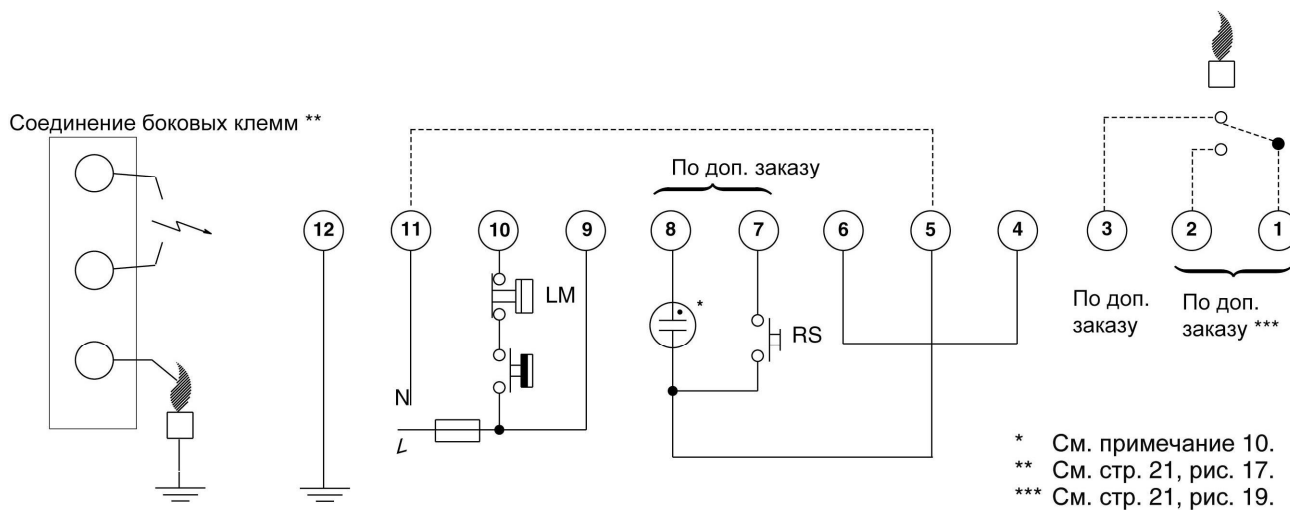 Соединение боковых клемм **
По доп. заказу
12 11 10 9 8 7 6 5 4 3 2 1
LM
*
RS
По доп.
заказу
По доп.
заказу ***
N
L
* См. примечание 10.
** См. стр. 21, рис. 17.
*** См. стр. 21, рис. 19.